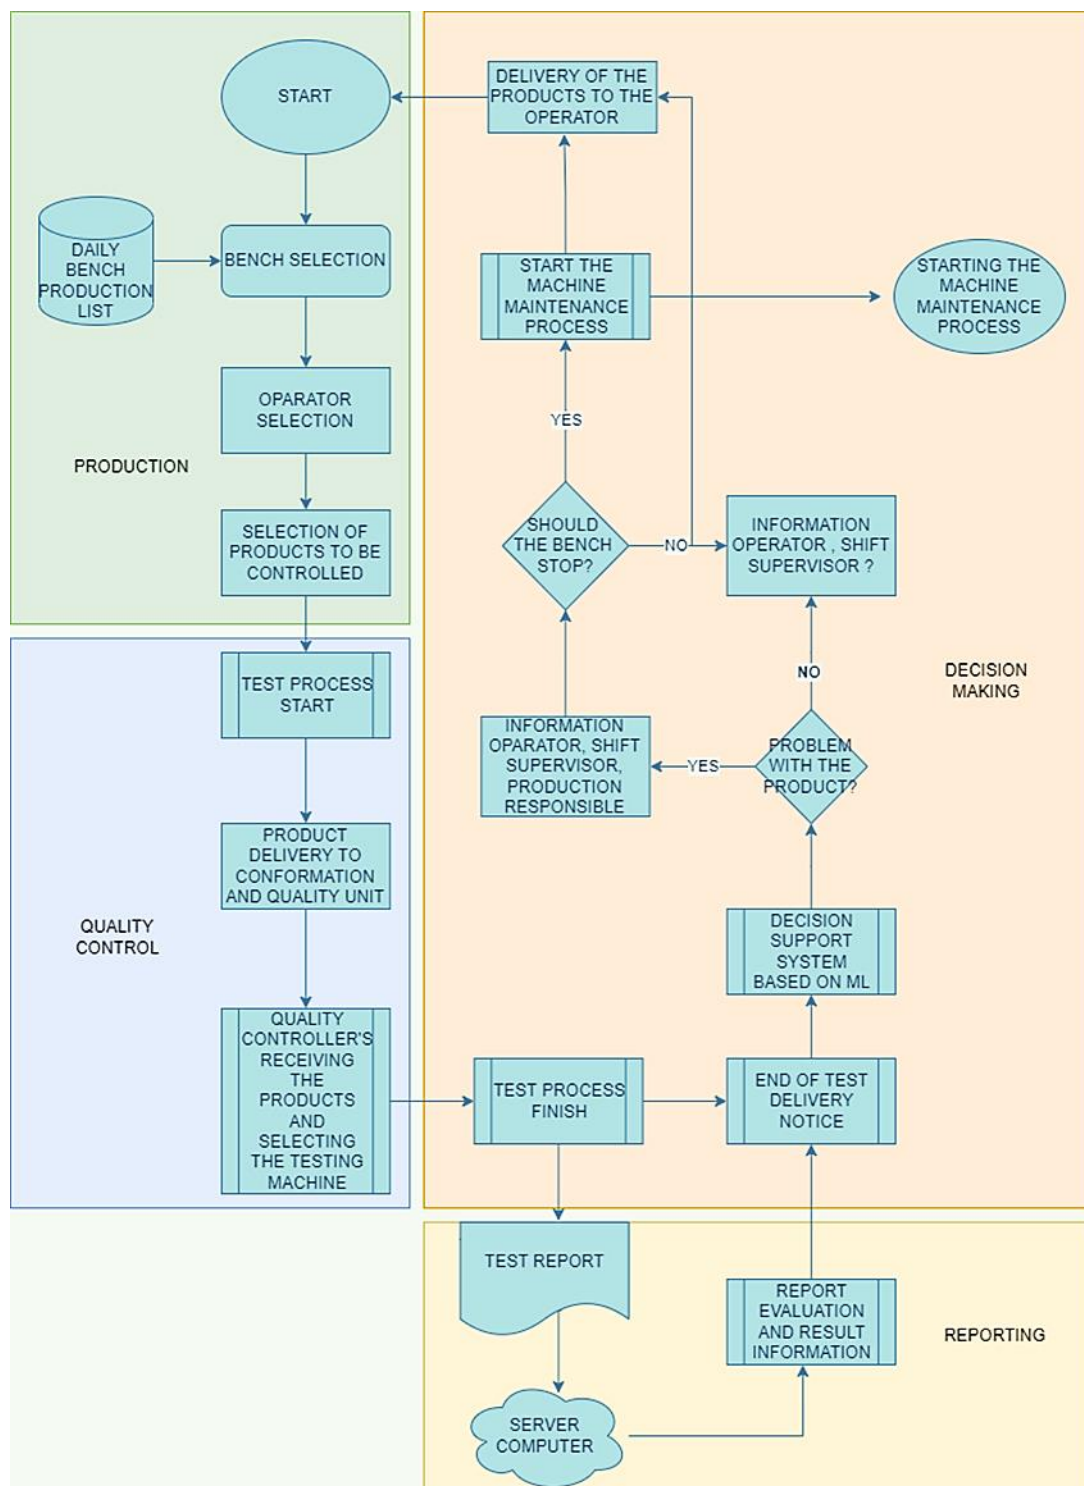 START
DAILY
BENCH
PRODUCTION
LIST
BENCH SELECTION
OPARATOR
SELECTION
PRODUCTION
SELECTION OF
PRODUCTS TO BE
CONTROLLED
TEST PROCESS
START
PRODUCT
DELIVERY TO
CONFORMATION
AND QUALITY UNIT
QUALITY
CONTROL
QUALITY
CONTROLLER'S
RECEIVING
THE
PRODUCTS
AND
SELECTING
THE TESTING
MACHINE
DELIVERY OF THE
PRODUCTS TO THE
OPERATOR
START THE
MACHINE
MAINTENANCE
PROCESS
STARTING THE
MACHINE
MAINTENANCE
PROCESS
YES
SHOULD
THE BENCH
STOP?
NO
INFORMATION
OPERATOR , SHIFT
SUPERVISOR ?
NO
DECISION
MAKING
INFORMATION
OPARATOR, SHIFT
SUPERVISOR,
PRODUCTION
RESPONSIBLE
YES
PROBLEM
WITH THE
PRODUCT?
DECISION
SUPPORT
SYSTEM
BASED ON ML
TEST PROCESS
FINISH
END OF TEST
DELIVERY
NOTICE
TEST REPORT
REPORT
EVALUATION
AND RESULT
INFORMATION
REPORTING
SERVER
COMPUTER